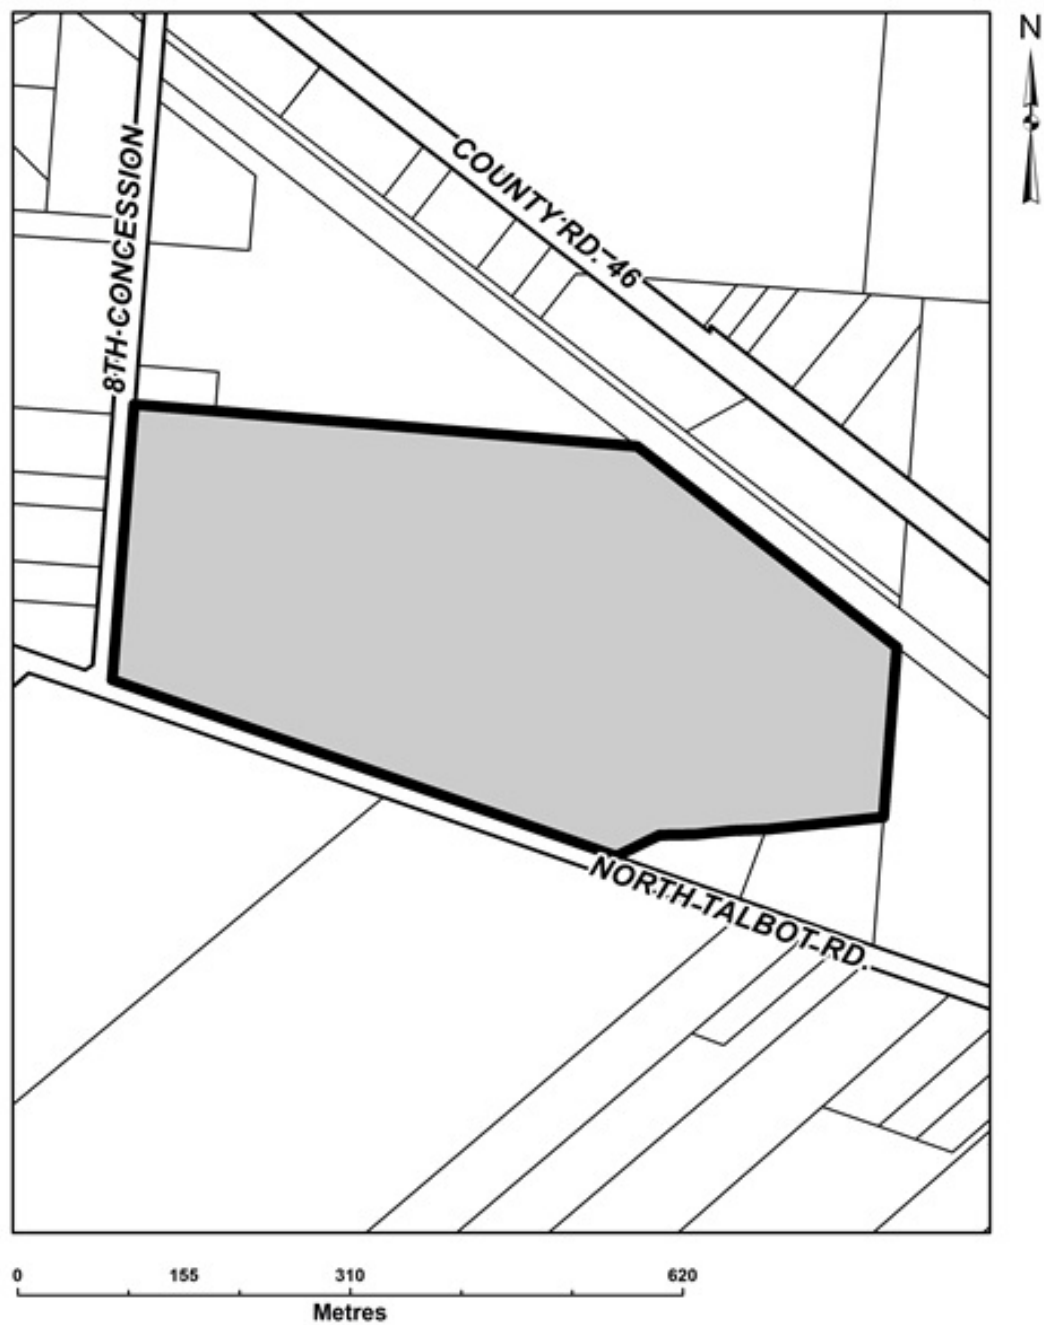 N
COUNTY RD. 46
8TH CONCESSION
NORTH TALBOT RD.
0 155 310 620
Metres